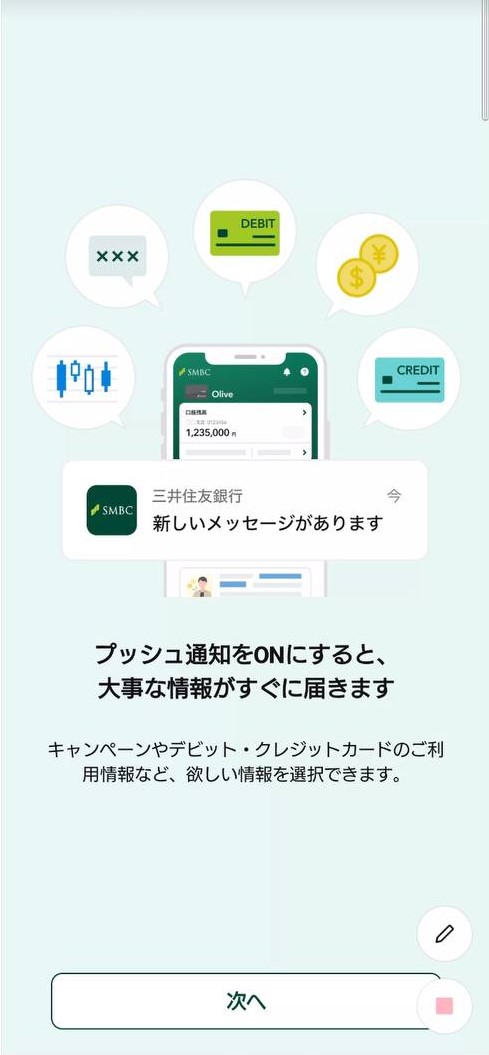 ×××
DEBIT
¥
$
CREDIT
SMBC
Olive
口座残高
1,235,000 円
SMBC
三井住友銀行
今
新しいメッセージがあります
プッシュ通知をONにすると、
大事な情報がすぐに届きます
キャンペーンやデビット・クレジットカードのご利
用情報など、欲しい情報を選択できます。
次へ